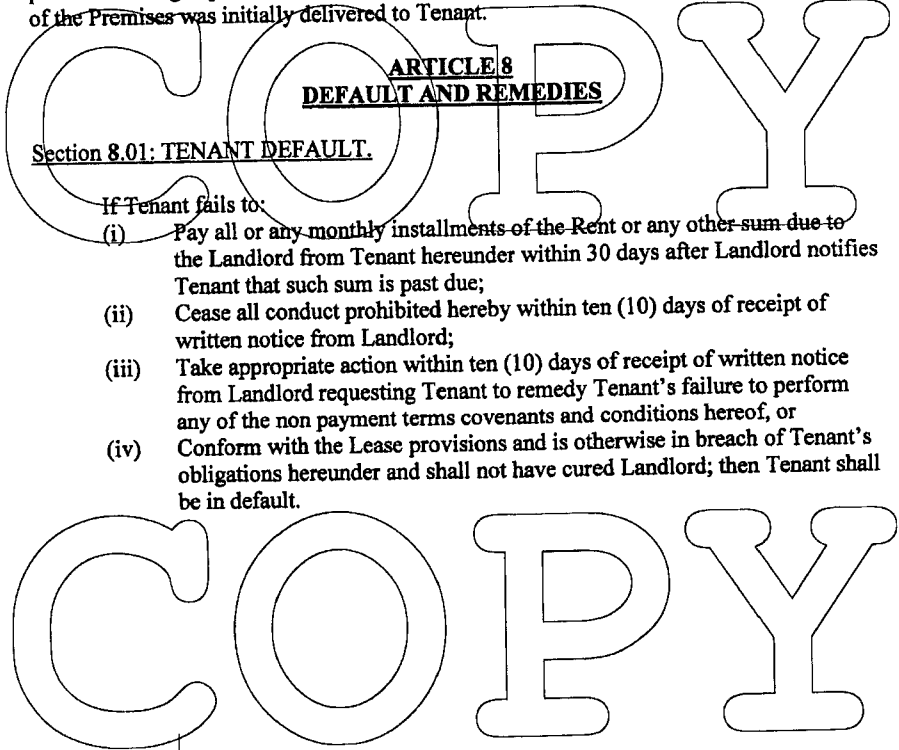 of the Premises was initially delivered to Tenant.
ARTICLE 8
DEFAULT AND REMEDIES
Section 8.01: TENANT DEFAULT.
If Tenant fails to:
(i) Pay all or any monthly installments of the Rent or any other sum due to
the Landlord from Tenant hereunder within 30 days after Landlord notifies
Tenant that such sum is past due;
(ii) Cease all conduct prohibited hereby within ten (10) days of receipt of
written notice from Landlord;
(iii) Take appropriate action within ten (10) days of receipt of written notice
from Landlord requesting Tenant to remedy Tenant's failure to perform
any of the non payment terms covenants and conditions hereof, or
(iv) Conform with the Lease provisions and is otherwise in breach of Tenant's
obligations hereunder and shall not have cured Landlord; then Tenant shall
be in default.
COPY
COPY